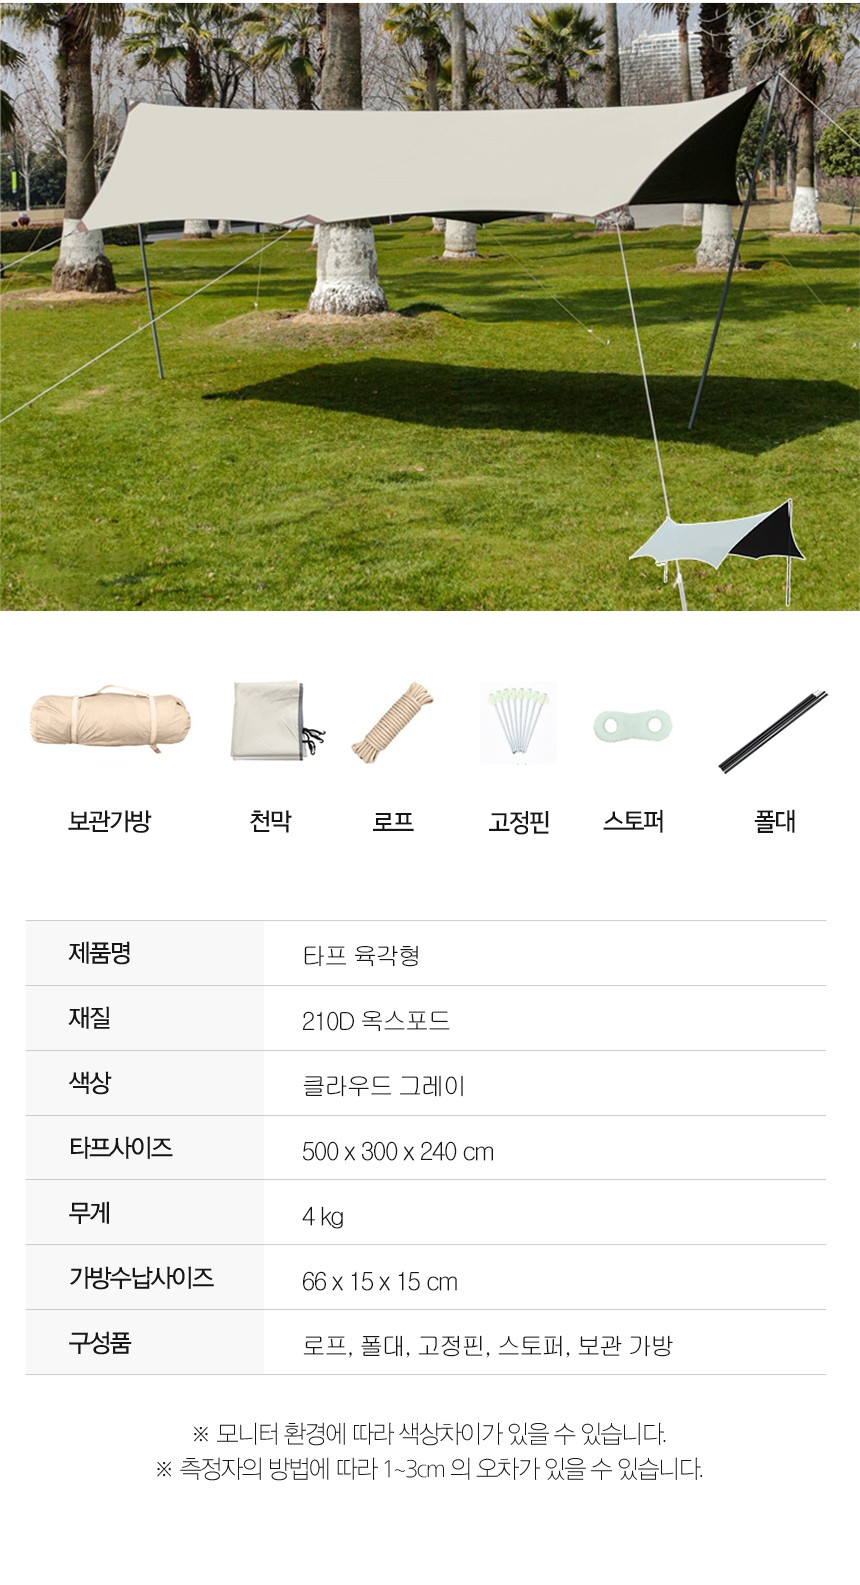 보관가방 천막 로프 고정핀 스토퍼 폴대
제품명 타프 육각형
재질 210D 옥스포드
색상 클라우드 그레이
타프사이즈 500 x 300 x 240 cm
무게 4 kg
가방수납사이즈 66 x 15 x 15 cm
구성품 로프, 폴대, 고정핀, 스토퍼, 보관 가방
※ 모니터 환경에 따라 색상차이가 있을 수 있습니다.
※ 측정자의 방법에 따라 1~3cm 의 오차가 있을 수 있습니다.